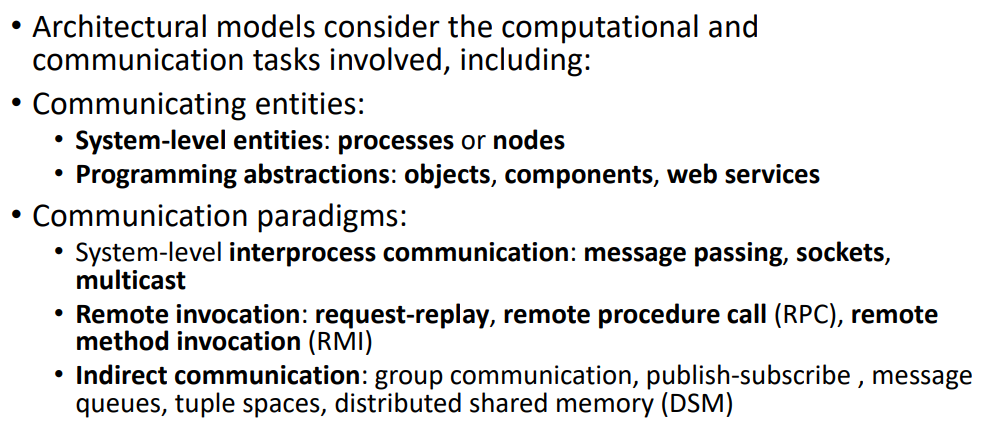 • Architectural models consider the computational and
communication tasks involved, including:
• Communicating entities:
• System-level entities: processes or nodes
• Programming abstractions: objects, components, web services
• Communication paradigms:
• System-level interprocess communication: message passing, sockets,
multicast
• Remote invocation: request-replay, remote procedure call (RPC), remote
method invocation (RMI)
• Indirect communication: group communication, publish-subscribe , message
queues, tuple spaces, distributed shared memory (DSM)